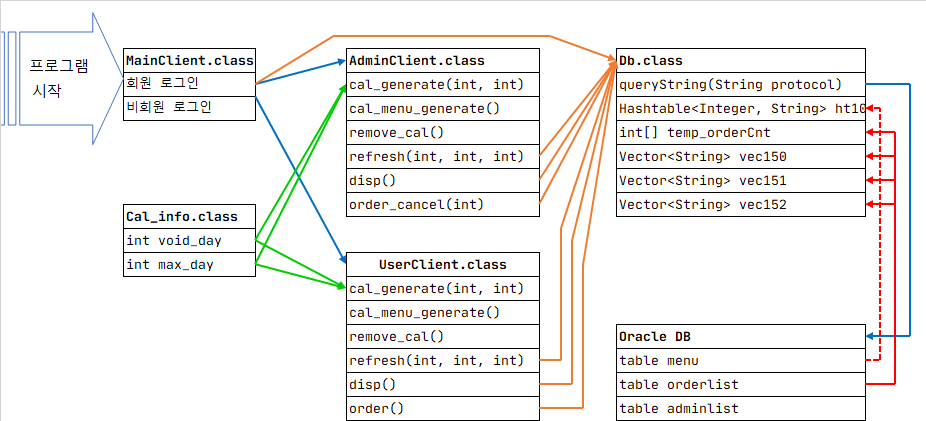 프로그램
시작
MainClient.class
회원 로그인
비회원 로그인
Cal_info.class
int void_day
int max_day
AdminClient.class
cal_generate(int, int)
cal_menu_generate()
remove_cal()
refresh(int, int, int)
disp()
order_cancel(int)
UserClient.class
cal_generate(int, int)
cal_menu_generate()
remove_cal()
refresh(int, int, int)
disp()
order()
Db.class
queryString(String protocol)
Hashtable<Integer, String> ht10
int[] temp_orderCnt
Vector<String> vec150
Vector<String> vec151
Vector<String> vec152
Oracle DB
table menu
table orderlist
table adminlist